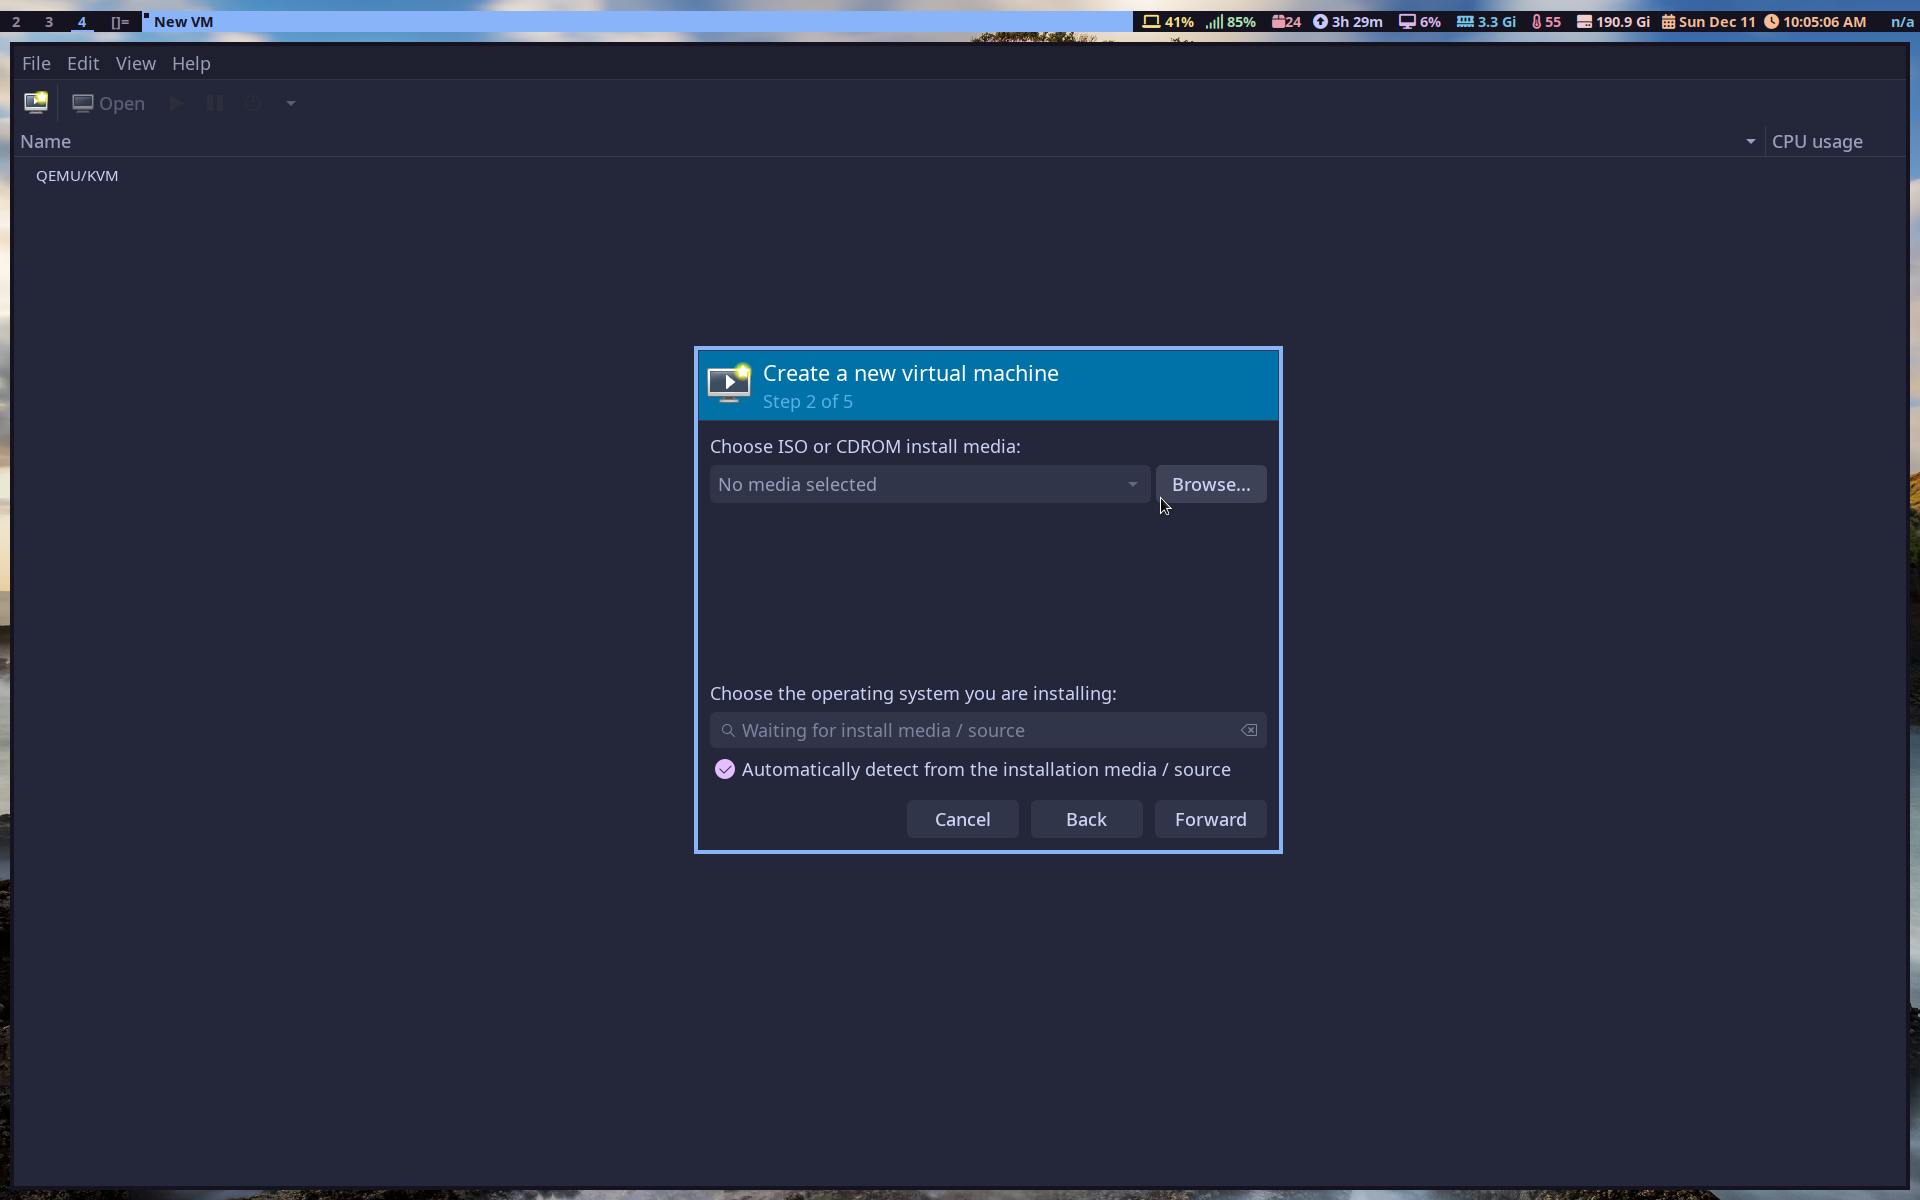 2 3 4 []= New VM 41% 85% 24 3h 29m 6% 3.3 Gi 55 190.9 Gi Sun Dec 11 10:05:06 AM n/a
File Edit View Help
Open
Name CPU usage
QEMU/KVM
Create a new virtual machine
Step 2 of 5
Choose ISO or CDROM install media:
No media selected Browse...
Choose the operating system you are installing:
Waiting for install media / source
Automatically detect from the installation media / source
Cancel Back Forward